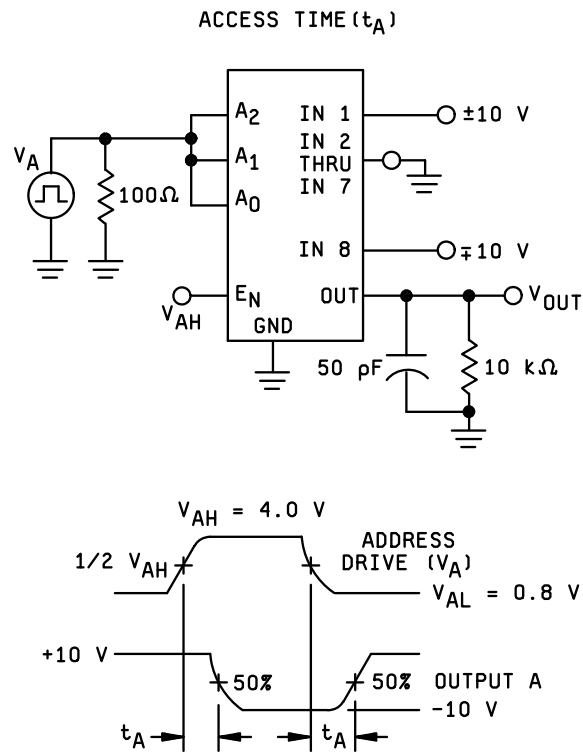 ACCESS TIME (tA)
A2
IN 1
±10 V
VA
IN 2
A1
THRU
IN 7
100Ω
A0
IN 8
∓10 V
EN
OUT
VOUT
VAH
GND
50 pF
10 kΩ
VAH = 4.0 V
ADDRESS
1/2 VAH
DRIVE (VA)
VAL = 0.8 V
+10 V
50%
50%
OUTPUT A
-10 V
tA
tA